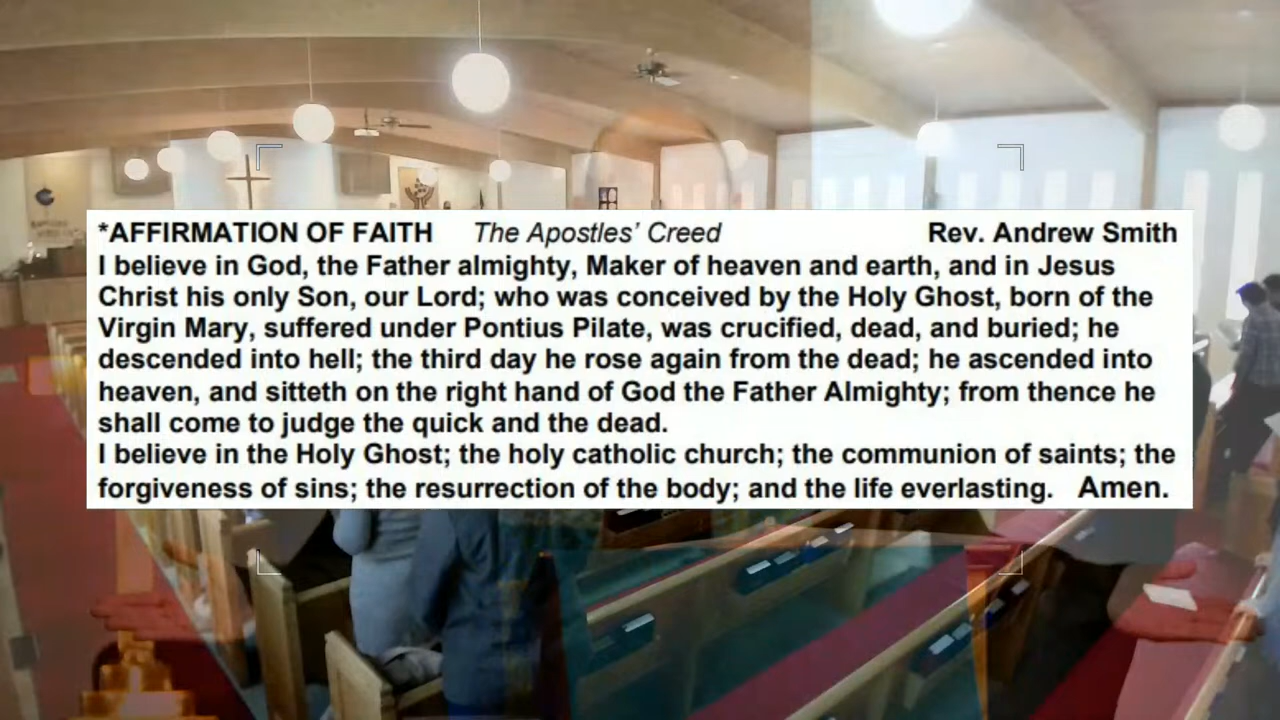 *AFFIRMATION OF FAITH The Apostles' Creed Rev. Andrew Smith
I believe in God, the Father almighty, Maker of heaven and earth, and in Jesus
Christ his only Son, our Lord; who was conceived by the Holy Ghost, born of the
Virgin Mary, suffered under Pontius Pilate, was crucified, dead, and buried; he
descended into hell; the third day he rose again from the dead; he ascended into
heaven, and sitteth on the right hand of God the Father Almighty; from thence he
shall come to judge the quick and the dead.
I believe in the Holy Ghost; the holy catholic church; the communion of saints; the
forgiveness of sins; the resurrection of the body; and the life everlasting. Amen.